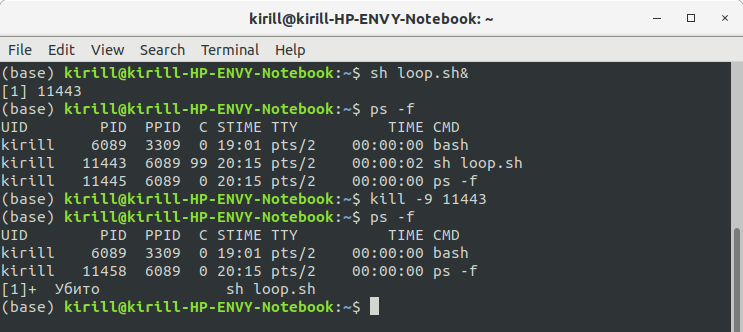 kirill@kirill-HP-ENVY-Notebook: ~
File Edit View Search Terminal Help
(base) kirill@kirill-HP-ENVY-Notebook:~$ sh loop.sh&
[1] 11443
(base) kirill@kirill-HP-ENVY-Notebook:~$ ps -f
UID        PID  PPID  C STIME TTY          TIME CMD
kirill    6089  3309  0 19:01 pts/2    00:00:00 bash
kirill   11443  6089 99 20:15 pts/2    00:00:02 sh loop.sh
kirill   11445  6089  0 20:15 pts/2    00:00:00 ps -f
(base) kirill@kirill-HP-ENVY-Notebook:~$ kill -9 11443
(base) kirill@kirill-HP-ENVY-Notebook:~$ ps -f
UID        PID  PPID  C STIME TTY          TIME CMD
kirill    6089  3309  0 19:01 pts/2    00:00:00 bash
kirill   11458  6089  0 20:15 pts/2    00:00:00 ps -f
[1]+  Убито              sh loop.sh
(base) kirill@kirill-HP-ENVY-Notebook:~$